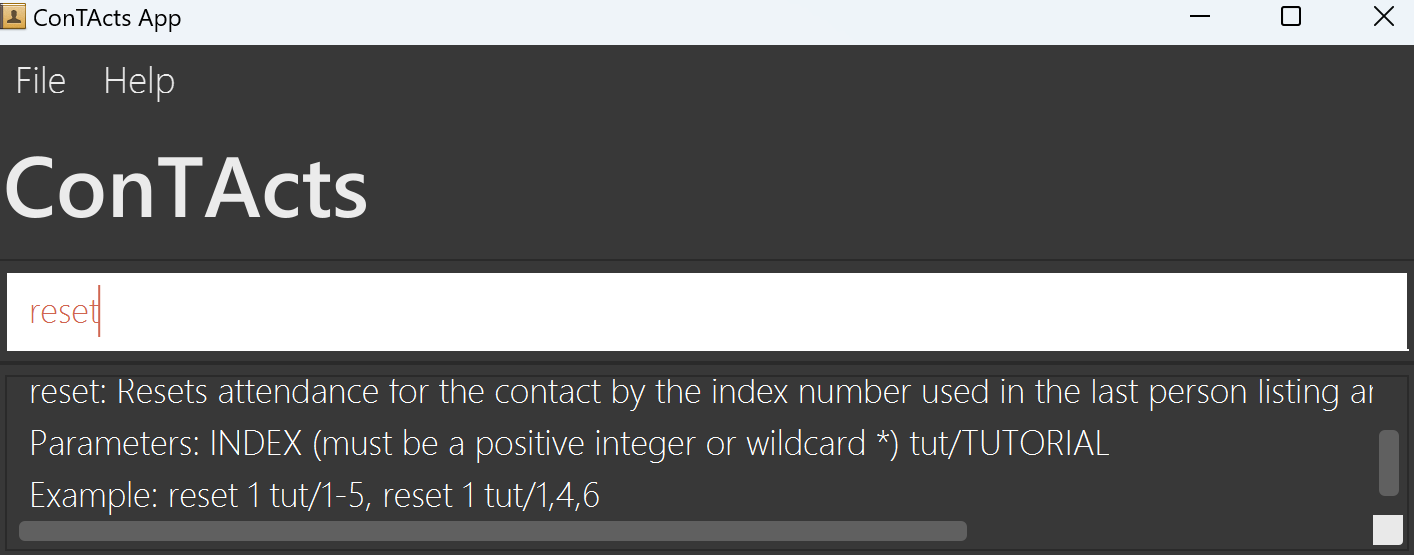 ConTActs App
File Help
ConTActs
reset
reset: Resets attendance for the contact by the index number used in the last person listing
Parameters: INDEX (must be a positive integer or wildcard *) tut/TUTORIAL
Example: reset 1 tut/1-5, reset 1 tut/1,4,6